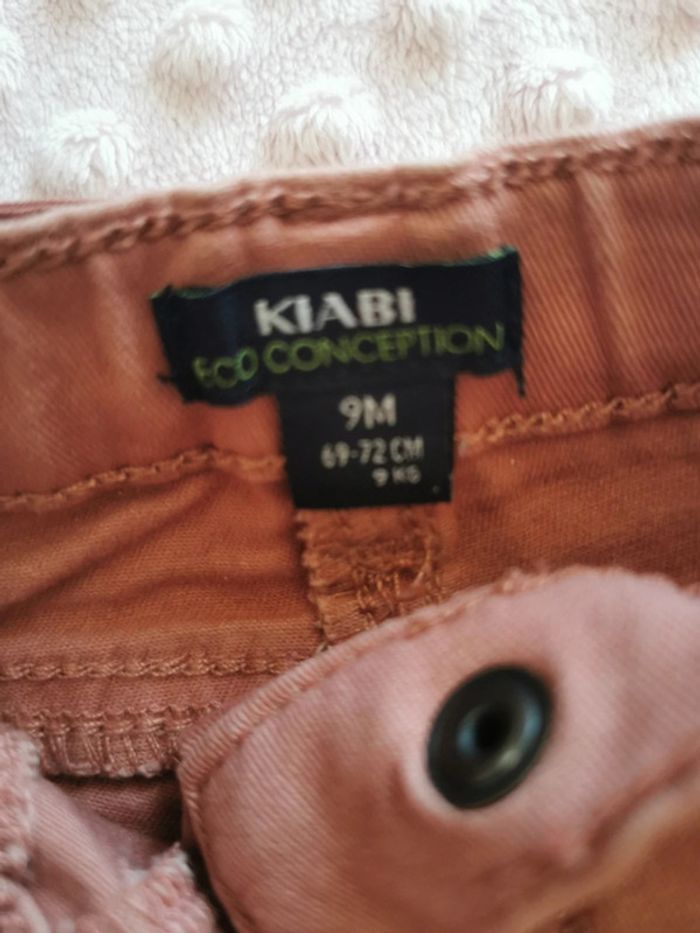 KIABI
ECO CONCEPTION
9M
69-72 CM
9 KG